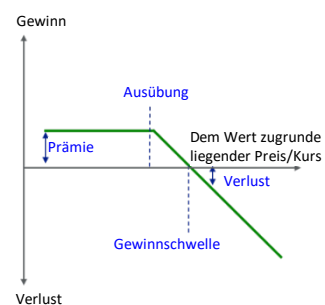 Gewinn
Ausübung
Prämie
Dem Wert zugrunde
liegender Preis/Kurs
Verlust
Gewinnschwelle
Verlust